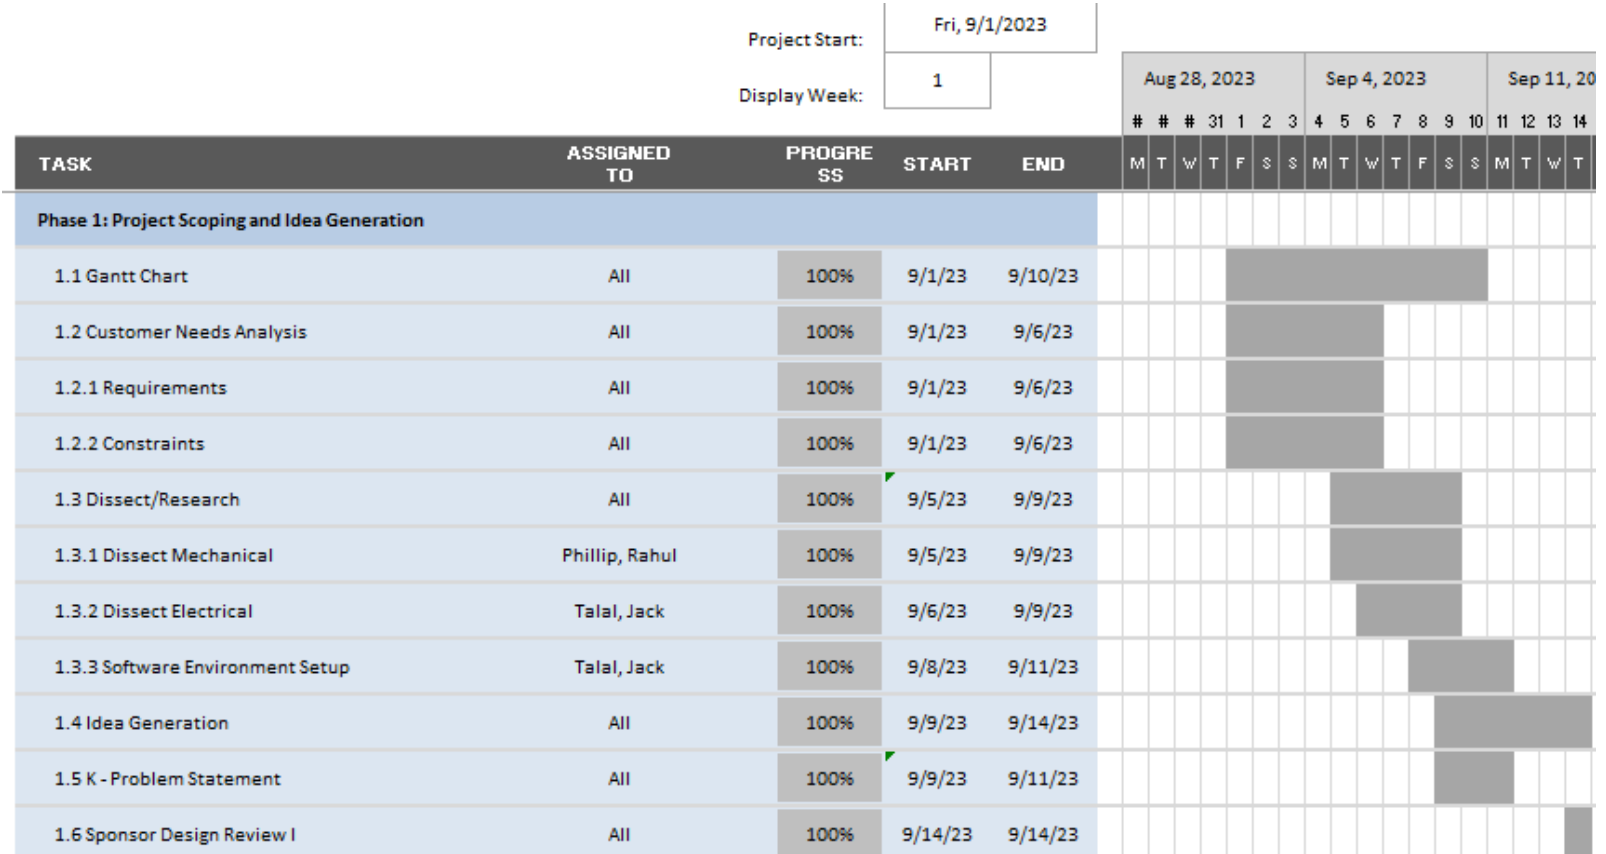 Project Start: Fri, 9/1/2023
Display Week: 1
Aug 28, 2023 Sep 4, 2023 Sep 11, 20
# # # 31 1 2 3 4 5 6 7 8 9 10 11 12 13 14
TASK ASSIGNED TO PROGRESS START END M T W T F S S M T W T F S S M T W T
Phase 1: Project Scoping and Idea Generation
1.1 Gantt Chart All 100% 9/1/23 9/10/23
1.2 Customer Needs Analysis All 100% 9/1/23 9/6/23
1.2.1 Requirements All 100% 9/1/23 9/6/23
1.2.2 Constraints All 100% 9/1/23 9/6/23
1.3 Dissect/Research All 100% 9/5/23 9/9/23
1.3.1 Dissect Mechanical Phillip, Rahul 100% 9/5/23 9/9/23
1.3.2 Dissect Electrical Talal, Jack 100% 9/6/23 9/9/23
1.3.3 Software Environment Setup Talal, Jack 100% 9/8/23 9/11/23
1.4 Idea Generation All 100% 9/9/23 9/14/23
1.5 K - Problem Statement All 100% 9/9/23 9/11/23
1.6 Sponsor Design Review I All 100% 9/14/23 9/14/23